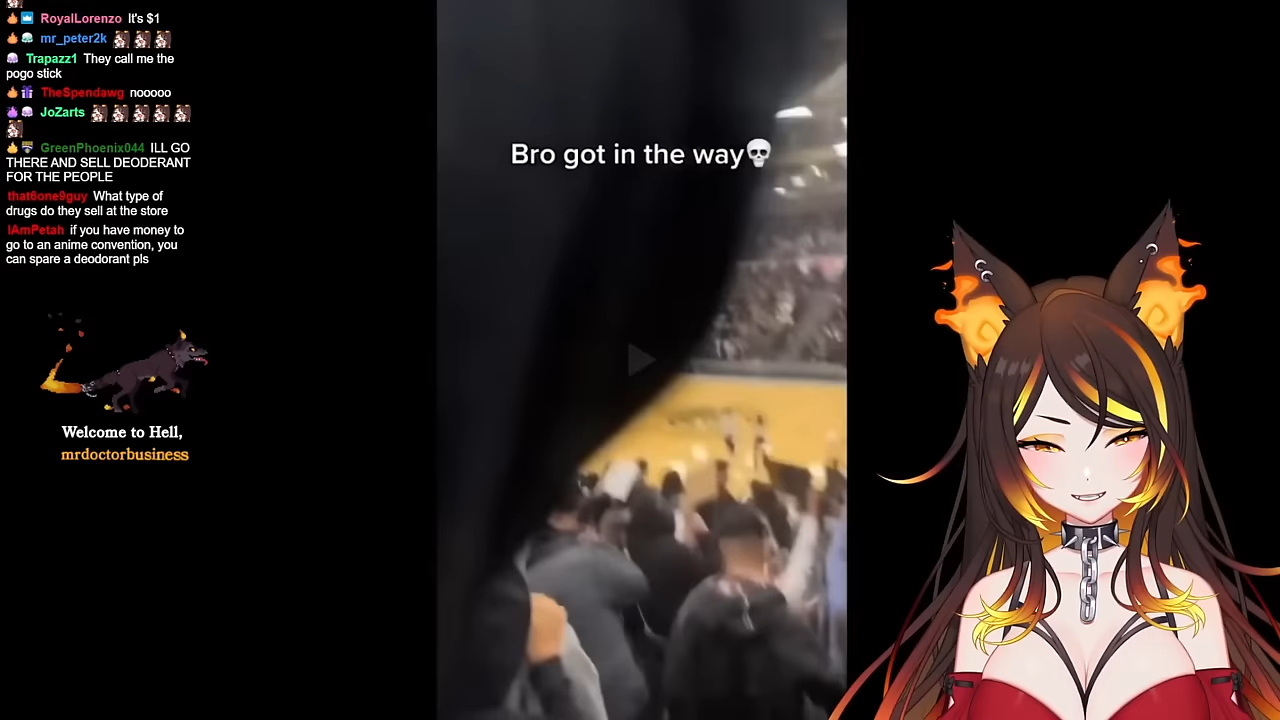 RoyalLorenzo It's $1
mr_peter2k
Trapazz1 They call me the
pogo stick
TheSpendawg nooooo
JoZarts
GreenPhoenix044 ILL GO
THERE AND SELL DEODERANT
FOR THE PEOPLE
that6one9guy What type of
drugs do they sell at the store
IAmPetah if you have money to
go to an anime convention, you
can spare a deodorant pls
Bro got in the way💀
Welcome to Hell,
mrdoctorbusiness